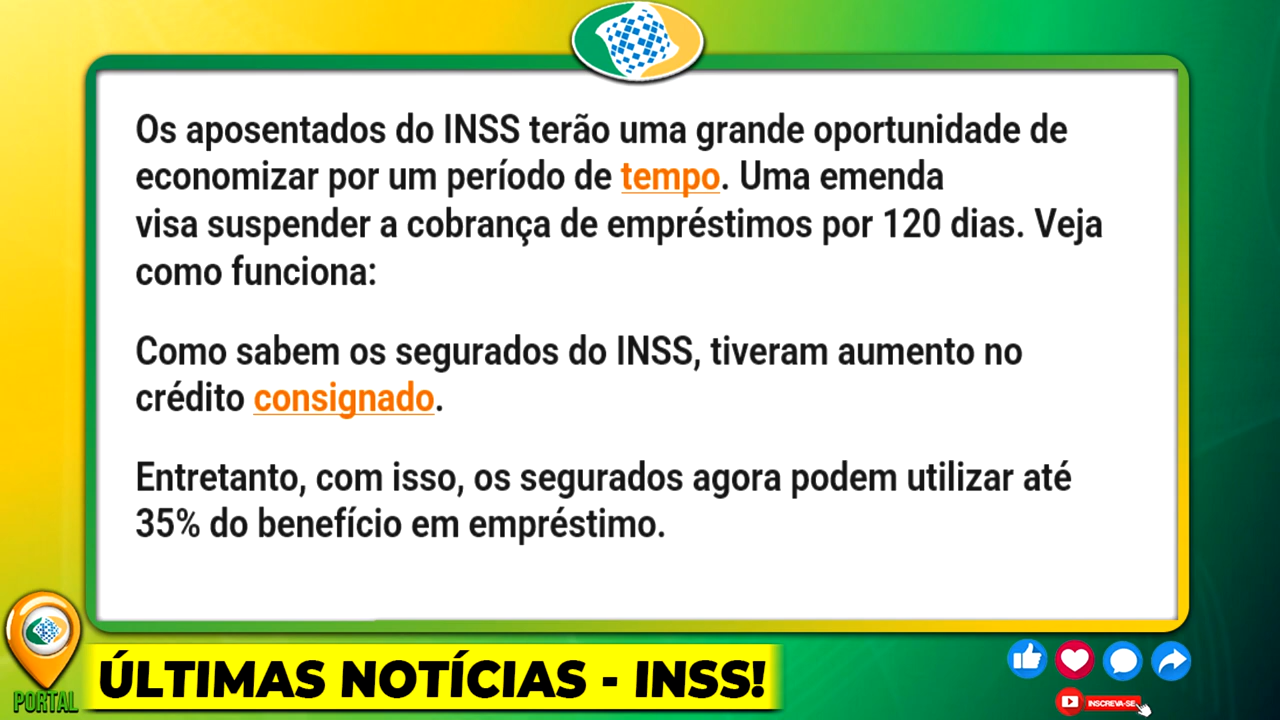 Os aposentados do INSS terão uma grande oportunidade de
economizar por um período de tempo. Uma emenda
visa suspender a cobrança de empréstimos por 120 dias. Veja
como funciona:
Como sabem os segurados do INSS, tiveram aumento no
crédito consignado.
Entretanto, com isso, os segurados agora podem utilizar até
35% do benefício em empréstimo.
ÚLTIMAS NOTÍCIAS - INSS!
PORTAL
INSCREVA-SE